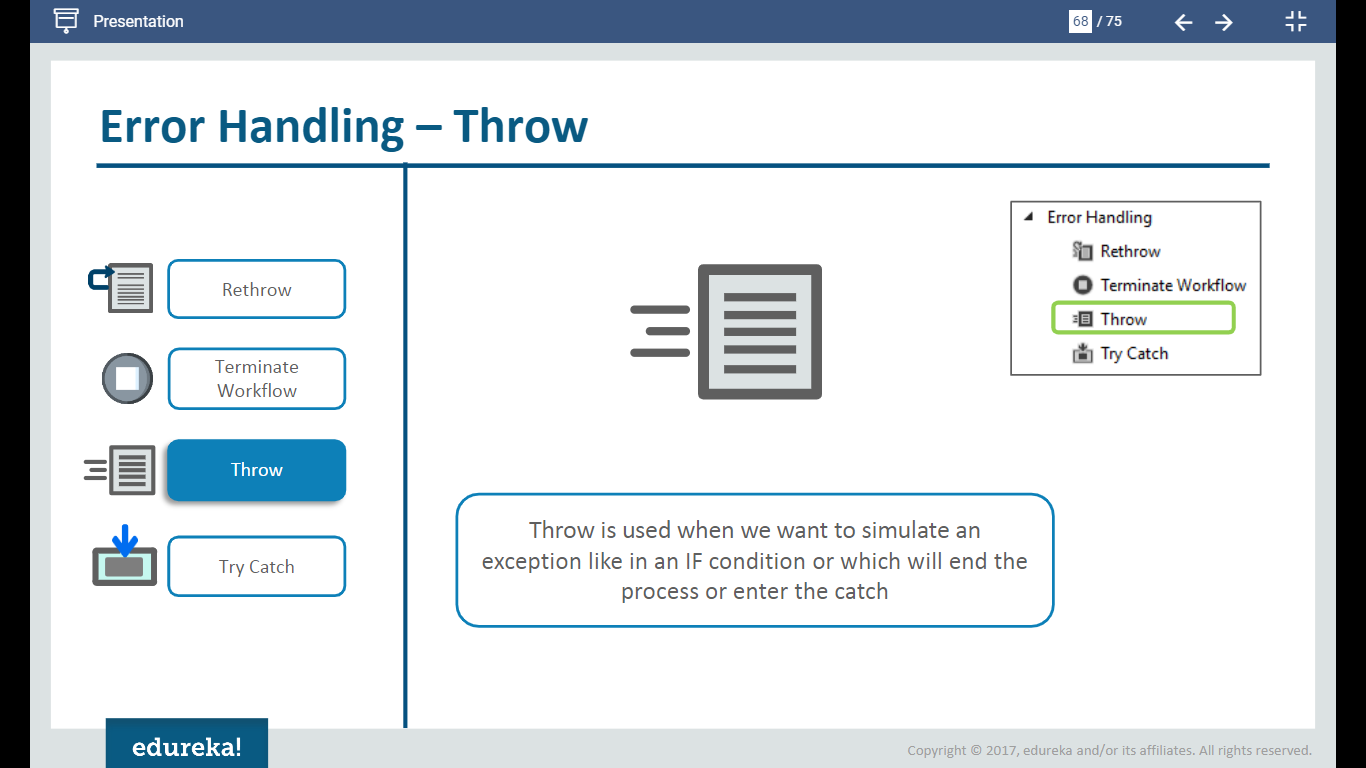 Presentation
68 / 75
Error Handling – Throw
Rethrow
Terminate
Workflow
Throw
Try Catch
Error Handling
Rethrow
Terminate Workflow
Throw
Try Catch
Throw is used when we want to simulate an
exception like in an IF condition or which will end the
process or enter the catch
edureka!
Copyright © 2017, edureka and/or its affiliates. All rights reserved.